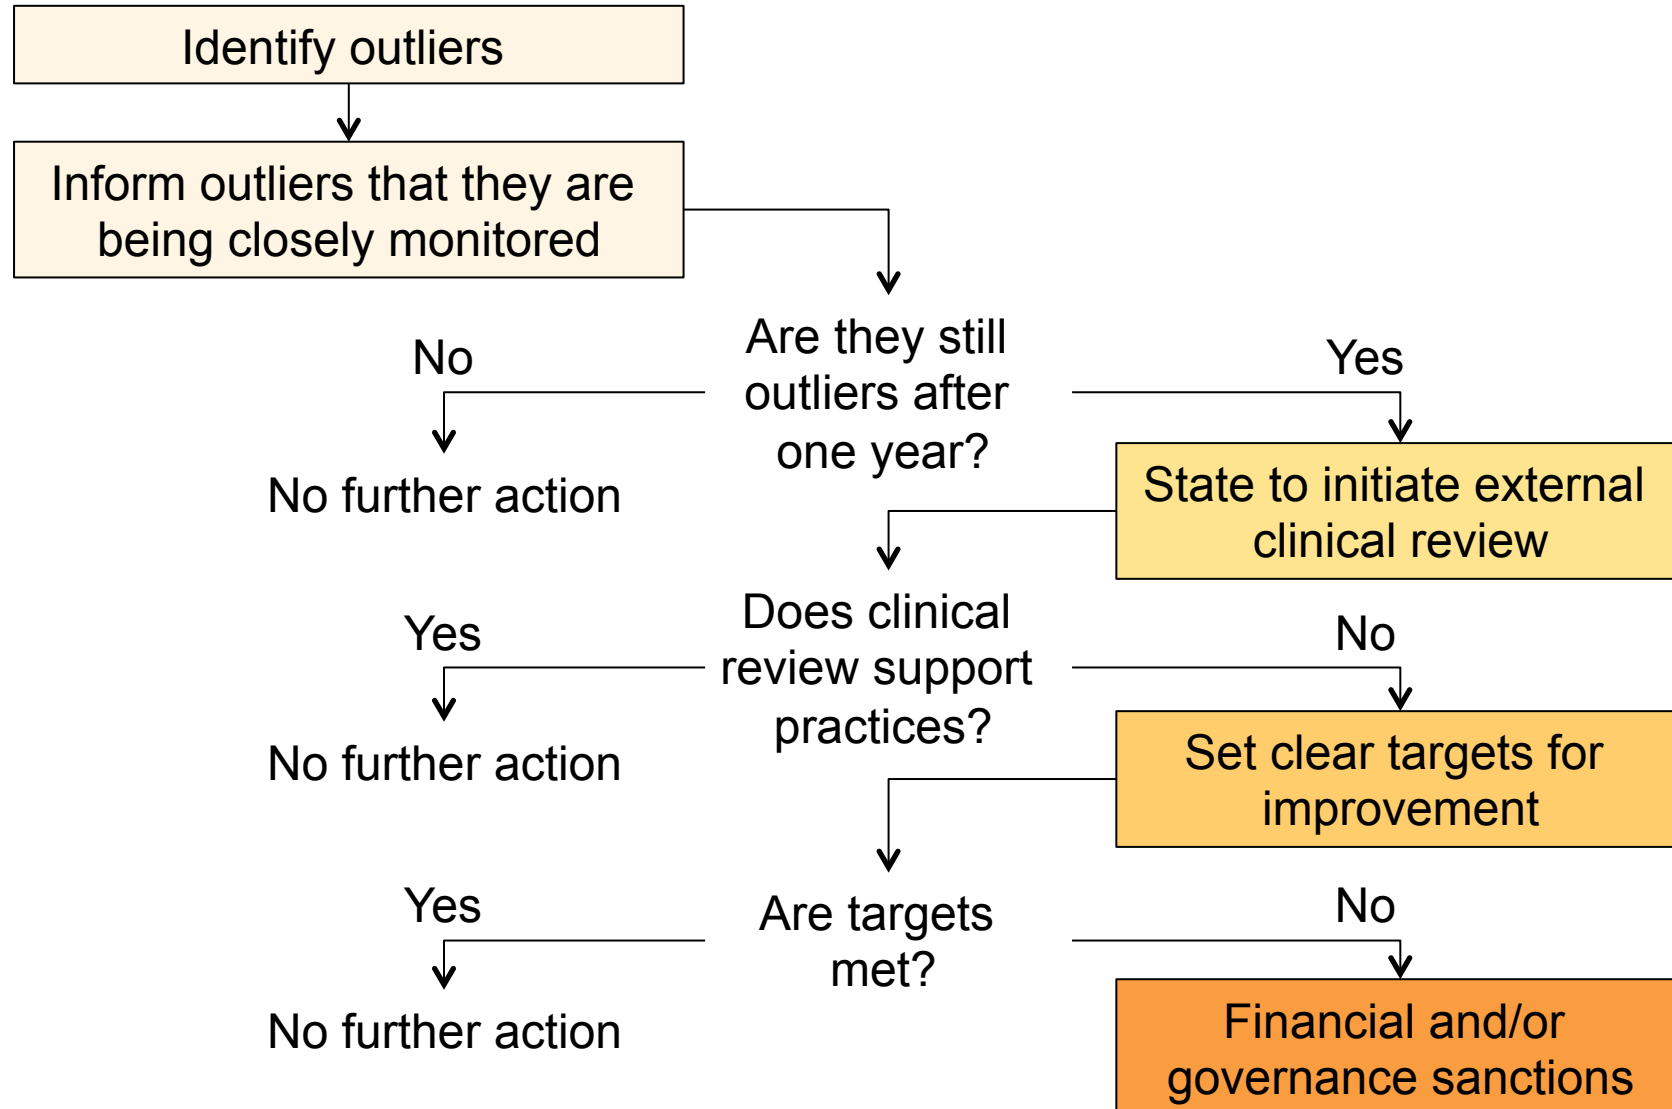 Identify outliers
Inform outliers that they are
being closely monitored
No
Are they still
outliers after
one year?
Yes
No further action
State to initiate external
clinical review
Yes
Does clinical
review support
practices?
No
No further action
Set clear targets for
improvement
Yes
Are targets
met?
No
No further action
Financial and/or
governance sanctions